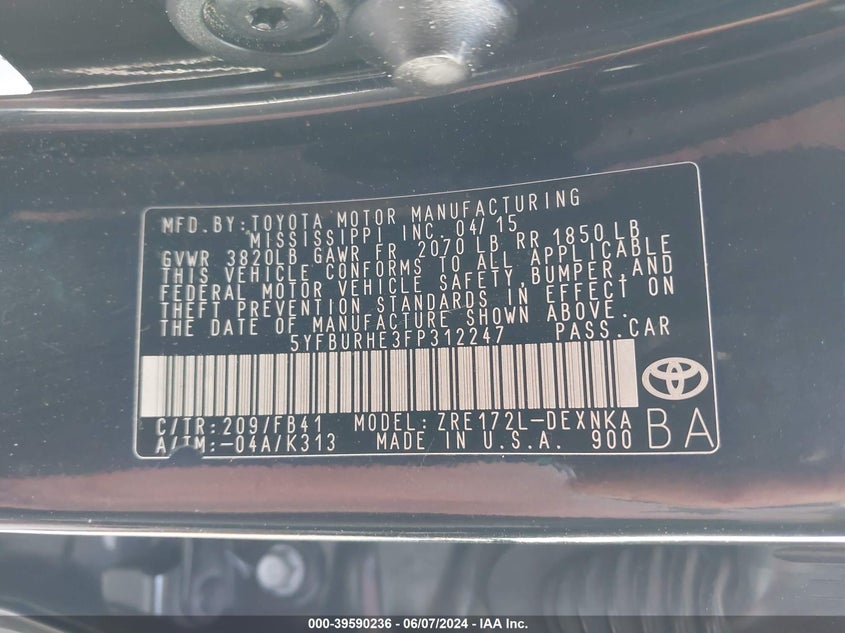 MFD.BY:TOYOTA MOTOR MANUFACTURING
MISSISSIPPI INC. 04/15
GVWR 3820LB GAWR FR 2070 LB RR 1850 LB
THIS VEHICLE CONFORMS TO ALL APPLICABLE
FEDERAL MOTOR VEHICLE SAFETY,BUMPER,AND
THEFT PREVENTION STANDARDS IN EFFECT ON
THE DATE OF MANUFACTURE SHOWN ABOVE.
5YFBURHE3FP312247 PASS.CAR
C/TR:209/FB41 MODEL:ZRE172L-DEXNKA
A/TM:-04A/K313 MADE IN U.S.A. 900 BA
000-39590236 - 06/07/2024 - IAA Inc.